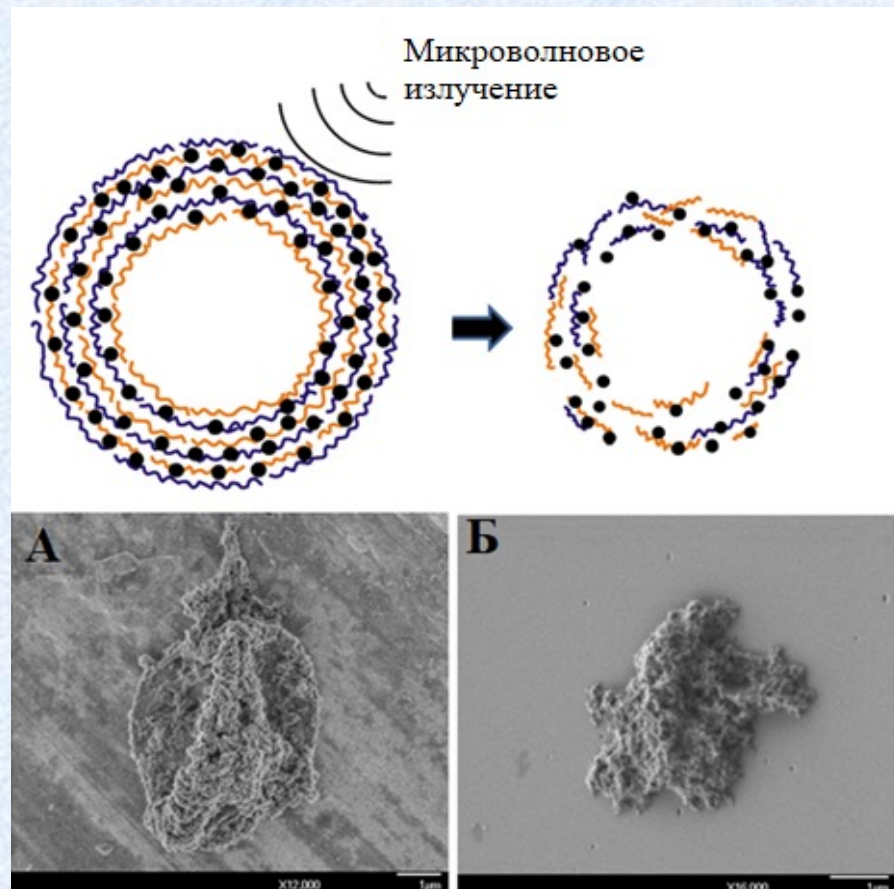 Микроволновое
излучение
А
Б
X12,000
1µm
X16,000
1µm